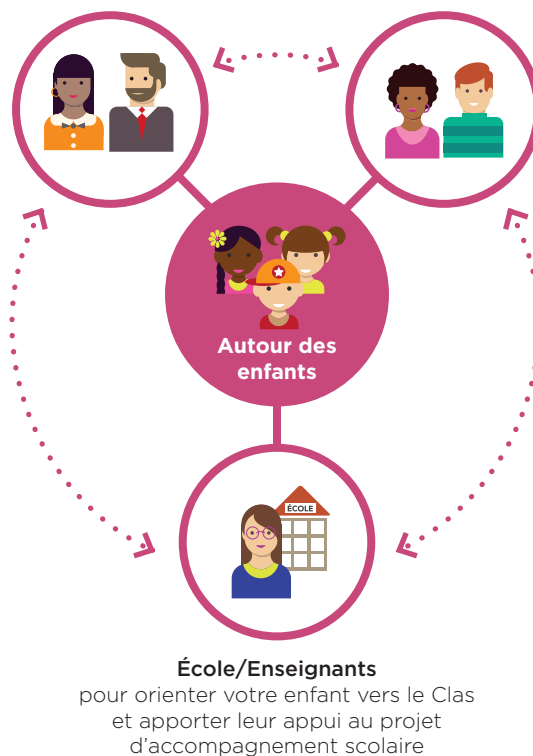 Autour des
enfants
ÉCOLE
École/Enseignants
pour orienter votre enfant vers le Clas
et apporter leur appui au projet
d’accompagnement scolaire